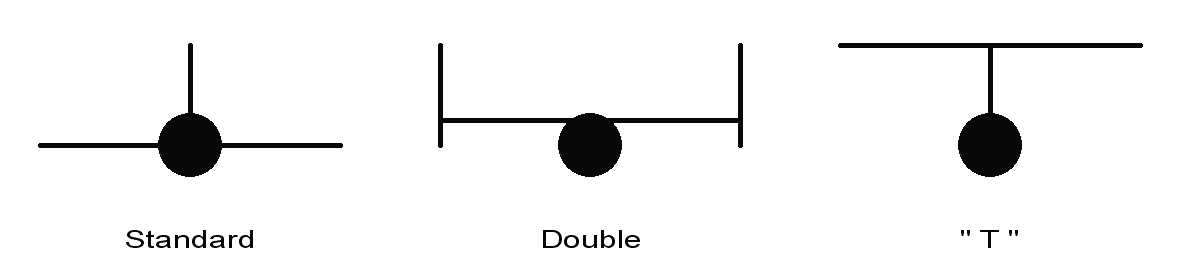 Standard
Double
" T "